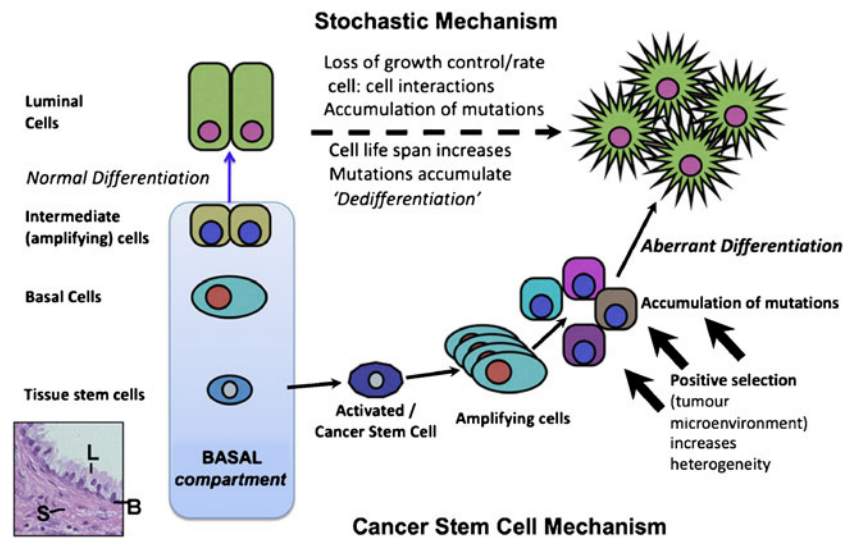 Stochastic Mechanism
Loss of growth control/rate
cell: cell interactions
Accumulation of mutations
Cell life span increases
Mutations accumulate
‘Dedifferentiation’
Luminal
Cells
Normal Differentiation
Intermediate
(amplifying) cells
Basal Cells
Tissue stem cells
BASAL
compartment
Activated /
Cancer Stem Cell
Amplifying cells
Aberrant Differentiation
Accumulation of mutations
Positive selection
(tumour
microenvironment)
increases
heterogeneity
L
S
B
Cancer Stem Cell Mechanism